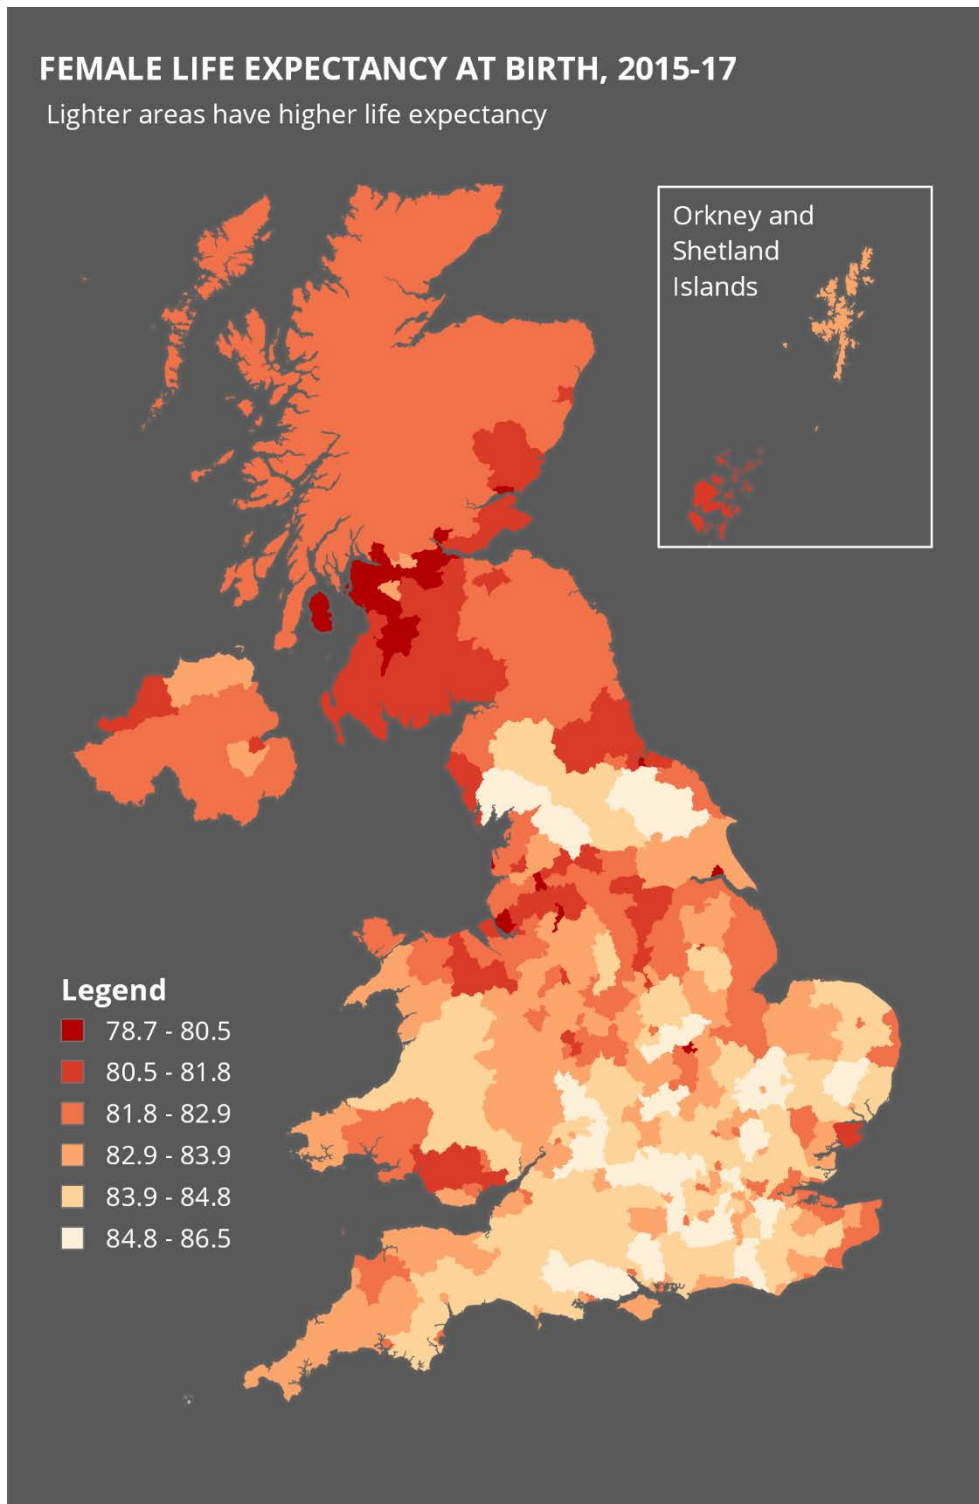 FEMALE LIFE EXPECTANCY AT BIRTH, 2015-17
Lighter areas have higher life expectancy
Orkney and
Shetland
Islands
Legend
78.7 - 80.5
80.5 - 81.8
81.8 - 82.9
82.9 - 83.9
83.9 - 84.8
84.8 - 86.5